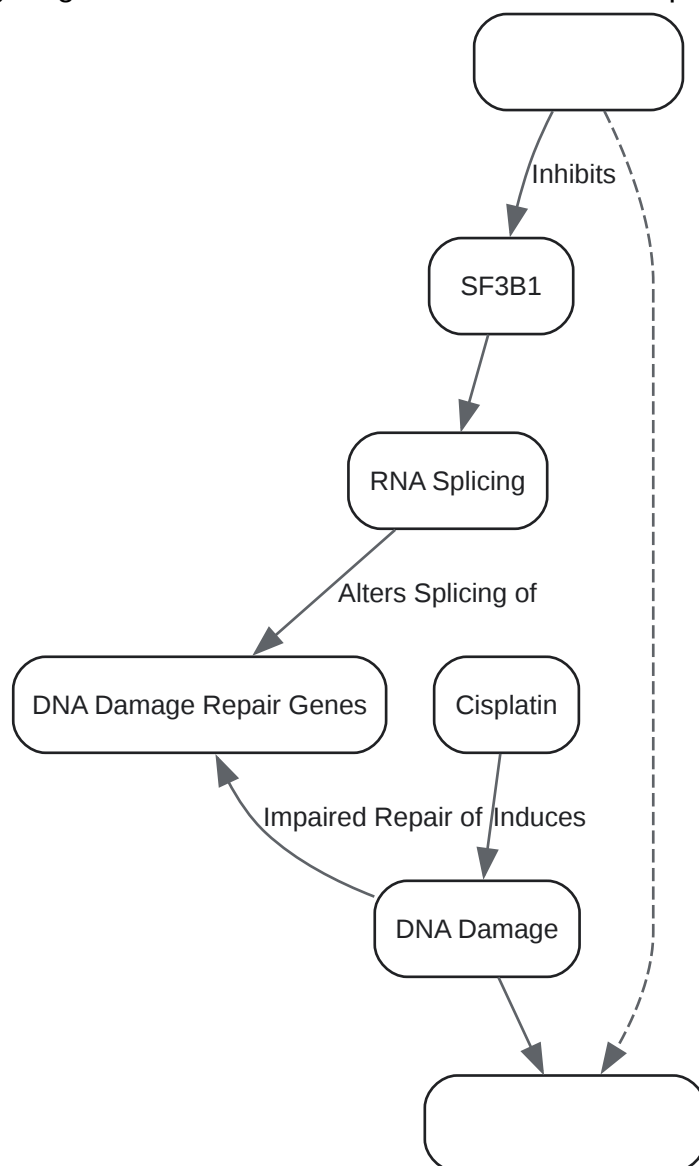 Inhibits
SF3B1
RNA Splicing
Alters Splicing of
DNA Damage Repair Genes
Cisplatin
Impaired Repair of
Induces
DNA Damage